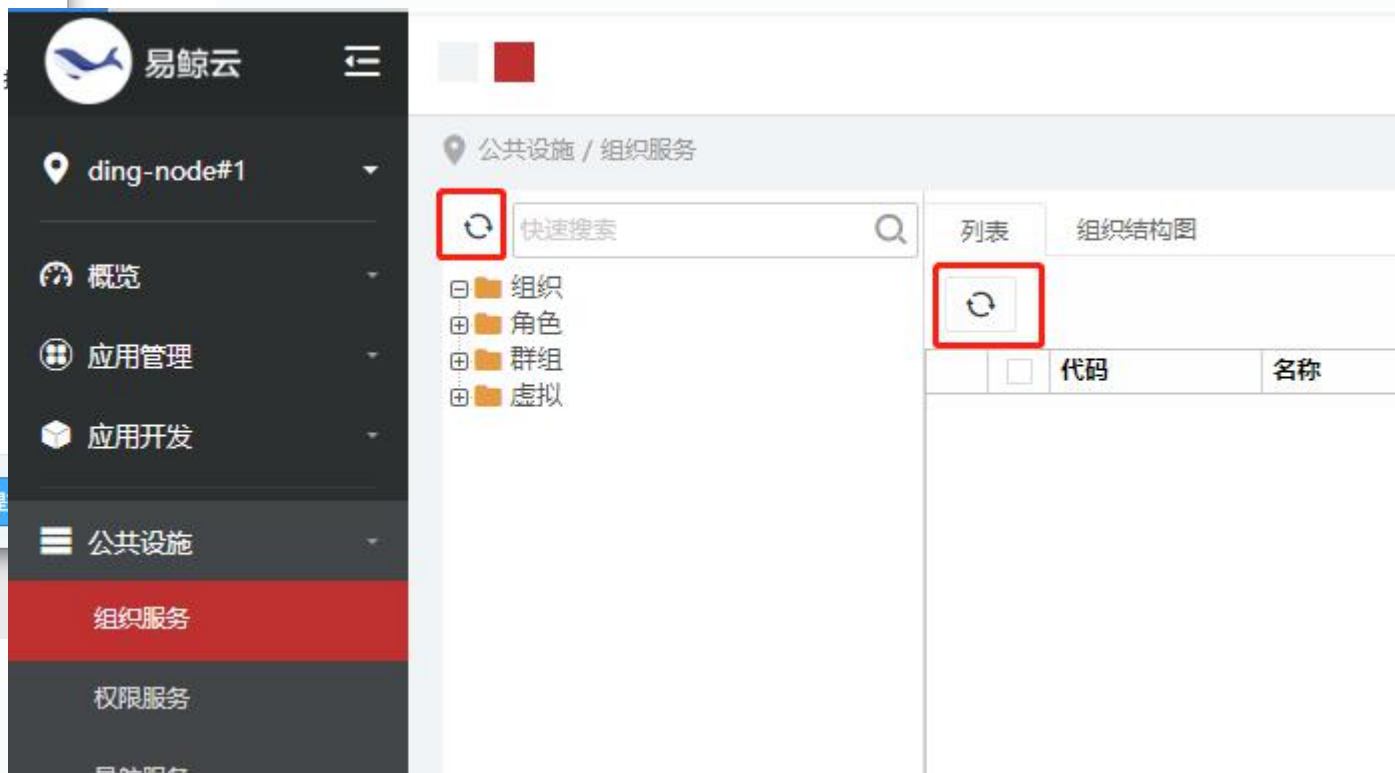 易鲸云
ding-node#1
概览
应用管理
应用开发
公共设施
组织服务
权限服务
公共设施 / 组织服务
快速搜索
组织
角色
群组
虚拟
列表 组织结构图
代码 名称